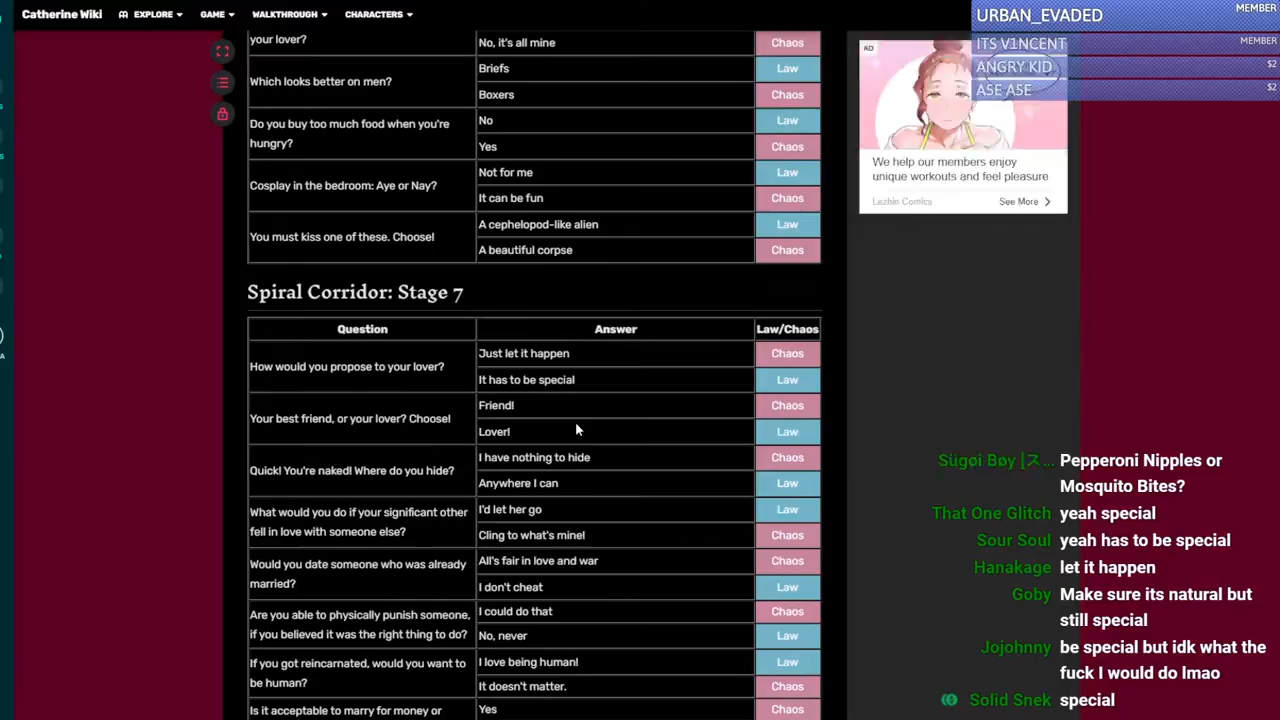 Catherine Wiki
EXPLORE
GAME
WALKTHROUGH
CHARACTERS
your lover?
No, it's all mine
Chaos
Which looks better on men?
Briefs
Law
Boxers
Chaos
Do you buy too much food when you're
hungry?
No
Law
Yes
Chaos
Cosplay in the bedroom: Aye or Nay?
Not for me
Law
It can be fun
Chaos
You must kiss one of these. Choose!
A cephelopod-like alien
Law
A beautiful corpse
Chaos
Spiral Corridor: Stage 7
Question
Answer
Law/Chaos
How would you propose to your lover?
Just let it happen
Chaos
It has to be special
Law
Your best friend, or your lover? Choose!
Friend!
Chaos
Lover!
Law
Quick! You're naked! Where do you hide?
I have nothing to hide
Chaos
Anywhere I can
Law
What would you do if your significant other
fell in love with someone else?
I'd let her go
Law
Cling to what's mine!
Chaos
Would you date someone who was already
married?
All's fair in love and war
Chaos
I don't cheat
Law
Are you able to physically punish someone,
if you believed it was the right thing to do?
I could do that
Chaos
No, never
Law
If you got reincarnated, would you want to
be human?
I love being human!
Law
It doesn't matter.
Chaos
Is it acceptable to marry for money or
Yes
Chaos
URBAN_EVADED
MEMBER
ITS V1NCENT
MEMBER
ANGRY KID
$2
A5E A5E
$2
AD
We help our members enjoy
unique workouts and feel pleasure
Lezhin Comics
See More
Sügøi Bøy [ス... Pepperoni Nipples or
Mosquito Bites?
That One Glitch yeah special
Sour Soul yeah has to be special
Hanakage let it happen
Goby Make sure its natural but
still special
Jojohnny be special but idk what the
fuck I would do lmao
Solid Snek special